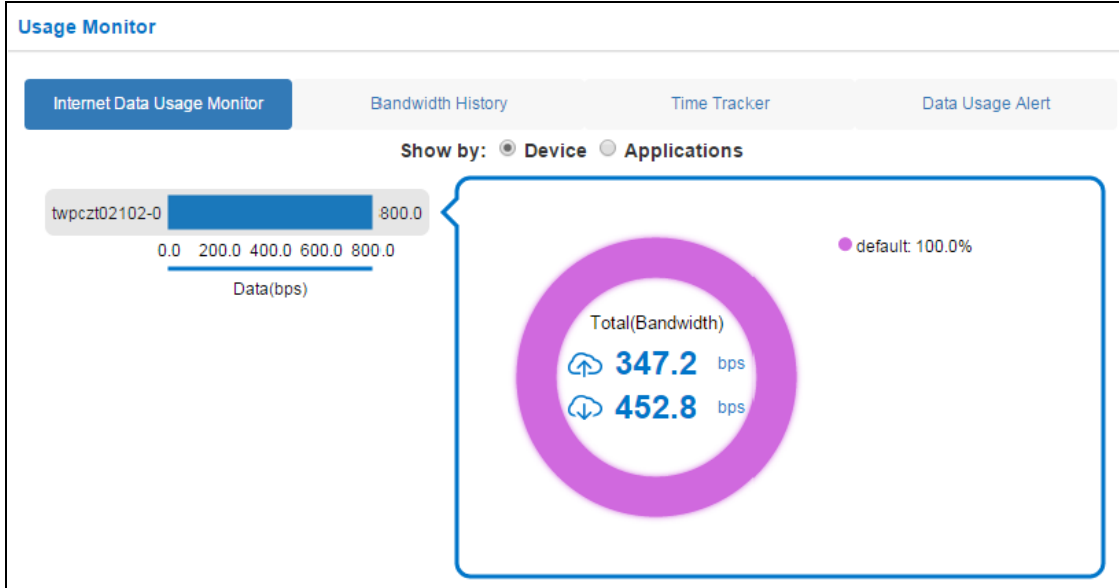 Usage Monitor
Internet Data Usage Monitor Bandwidth History Time Tracker Data Usage Alert
Show by: Device Applications
twpczt02102-0 800.0
0.0 200.0 400.0 600.0 800.0
Data(bps)
default: 100.0%
Total(Bandwidth)
347.2 bps
452.8 bps